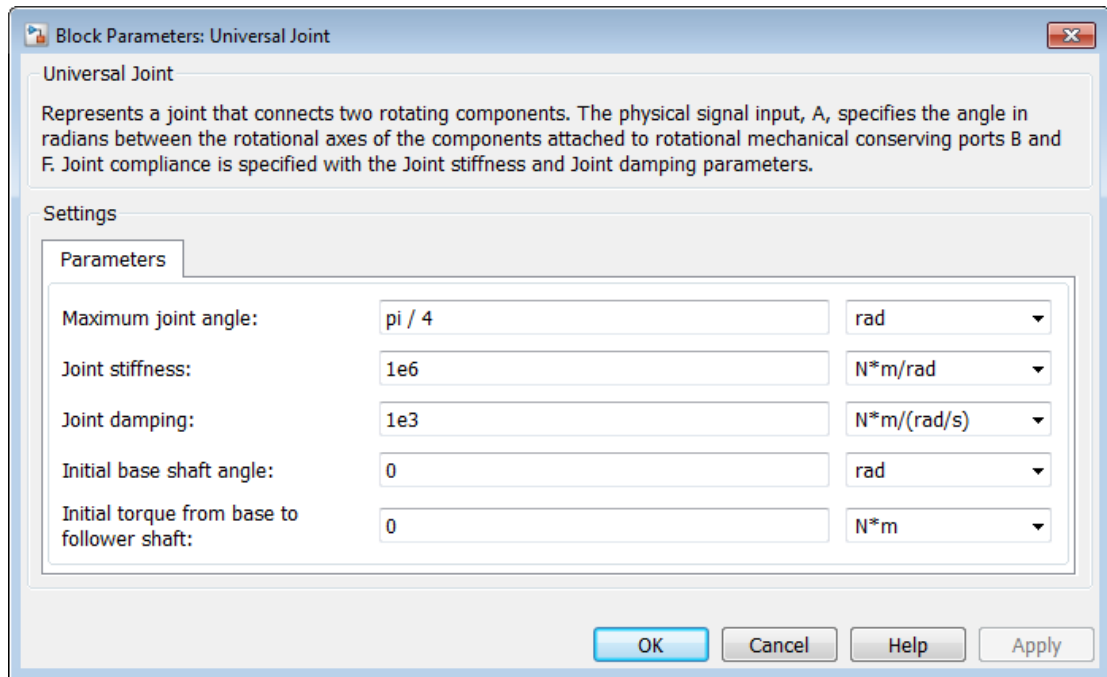 Block Parameters: Universal Joint
Universal Joint
Represents a joint that connects two rotating components. The physical signal input, A, specifies the angle in
radians between the rotational axes of the components attached to rotational mechanical conserving ports B and
F. Joint compliance is specified with the Joint stiffness and Joint damping parameters.
Settings
Parameters
Maximum joint angle: pi / 4 rad
Joint stiffness: 1e6 N*m/rad
Joint damping: 1e3 N*m/(rad/s)
Initial base shaft angle: 0 rad
Initial torque from base to
follower shaft: 0 N*m
OK Cancel Help Apply